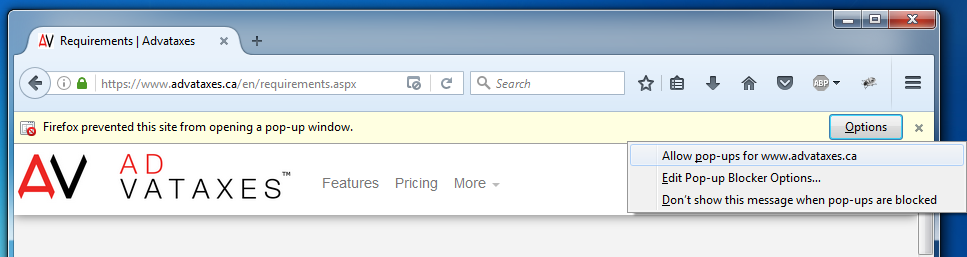 Requirements | Advataxes
https://www.advataxes.ca/en/requirements.aspx
Search
ABP
Firefox prevented this site from opening a pop-up window.
Options
Allow pop-ups for www.advataxes.ca
Edit Pop-up Blocker Options...
Don't show this message when pop-ups are blocked
AV
AD
VATAXES™
Features
Pricing
More